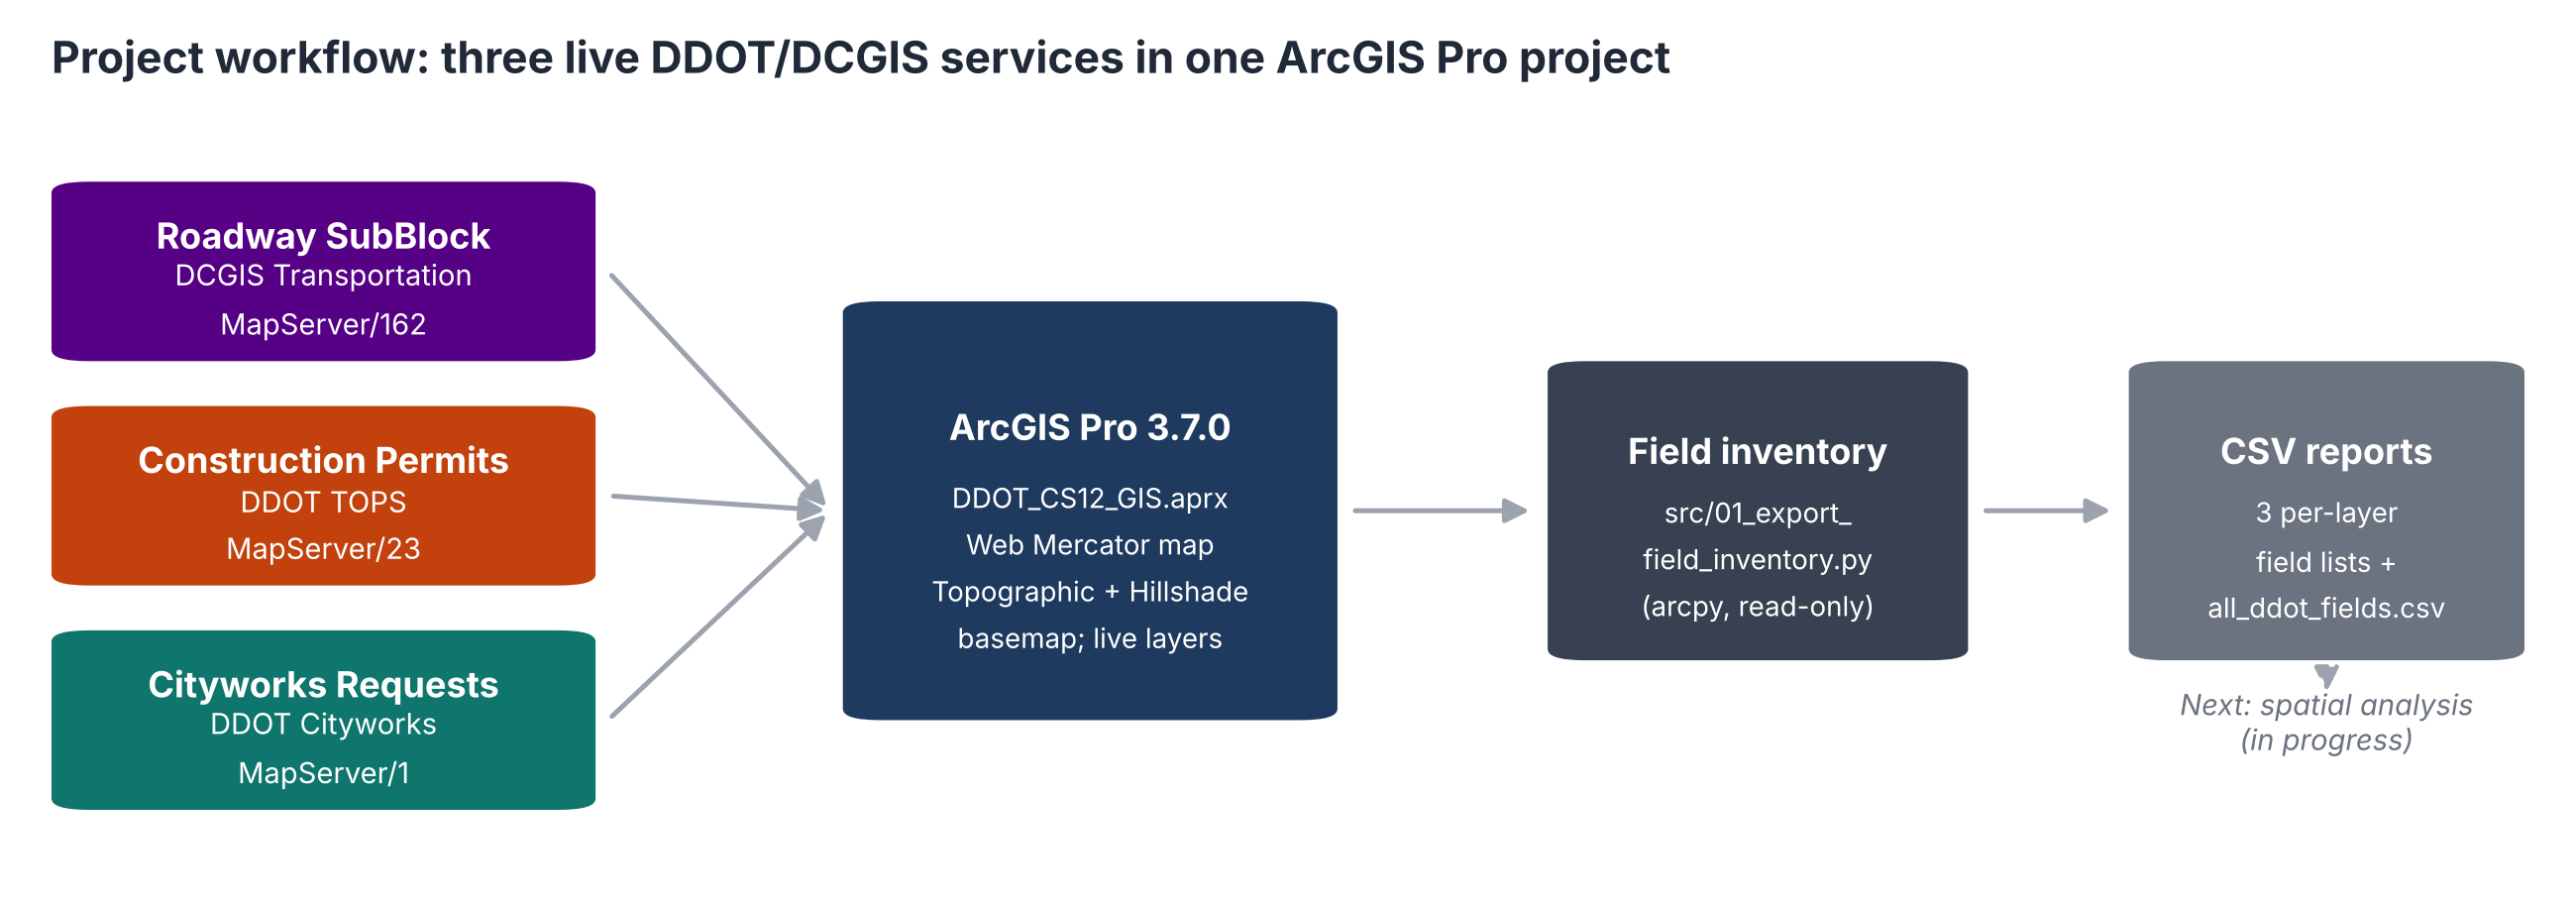 Project workflow: three live DDOT/DCGIS services in one ArcGIS Pro project
Roadway SubBlock
DCGIS Transportation
MapServer/162
Construction Permits
DDOT TOPS
MapServer/23
Cityworks Requests
DDOT Cityworks
MapServer/1
ArcGIS Pro 3.7.0
DDOT_CS12_GIS.aprx
Web Mercator map
Topographic + Hillshade
basemap; live layers
Field inventory
src/01_export_
field_inventory.py
(arcpy, read-only)
CSV reports
3 per-layer
field lists +
all_ddot_fields.csv
Next: spatial analysis
(in progress)